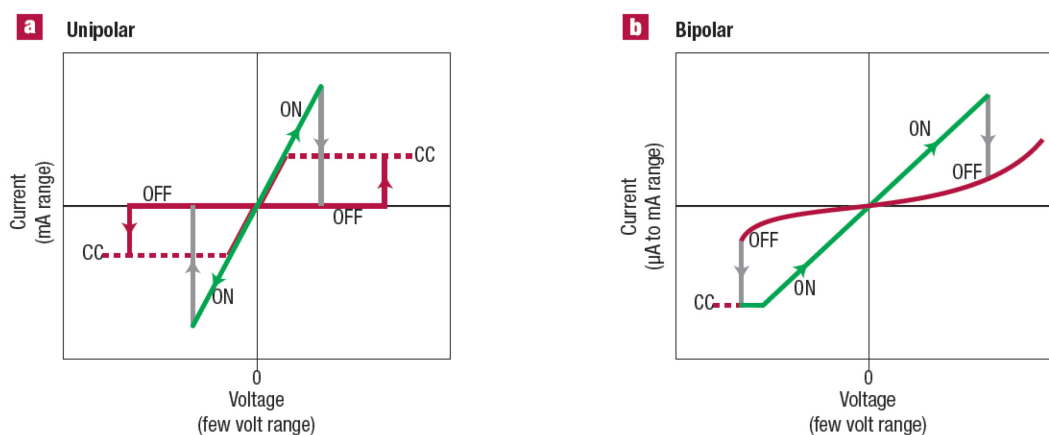 a Unipolar
ON
CC
OFF
OFF
CC
ON
Current
(mA range)
0
Voltage
(few volt range)
b Bipolar
ON
OFF
OFF
ON
CC
Current
(µA to mA range)
0
Voltage
(few volt range)